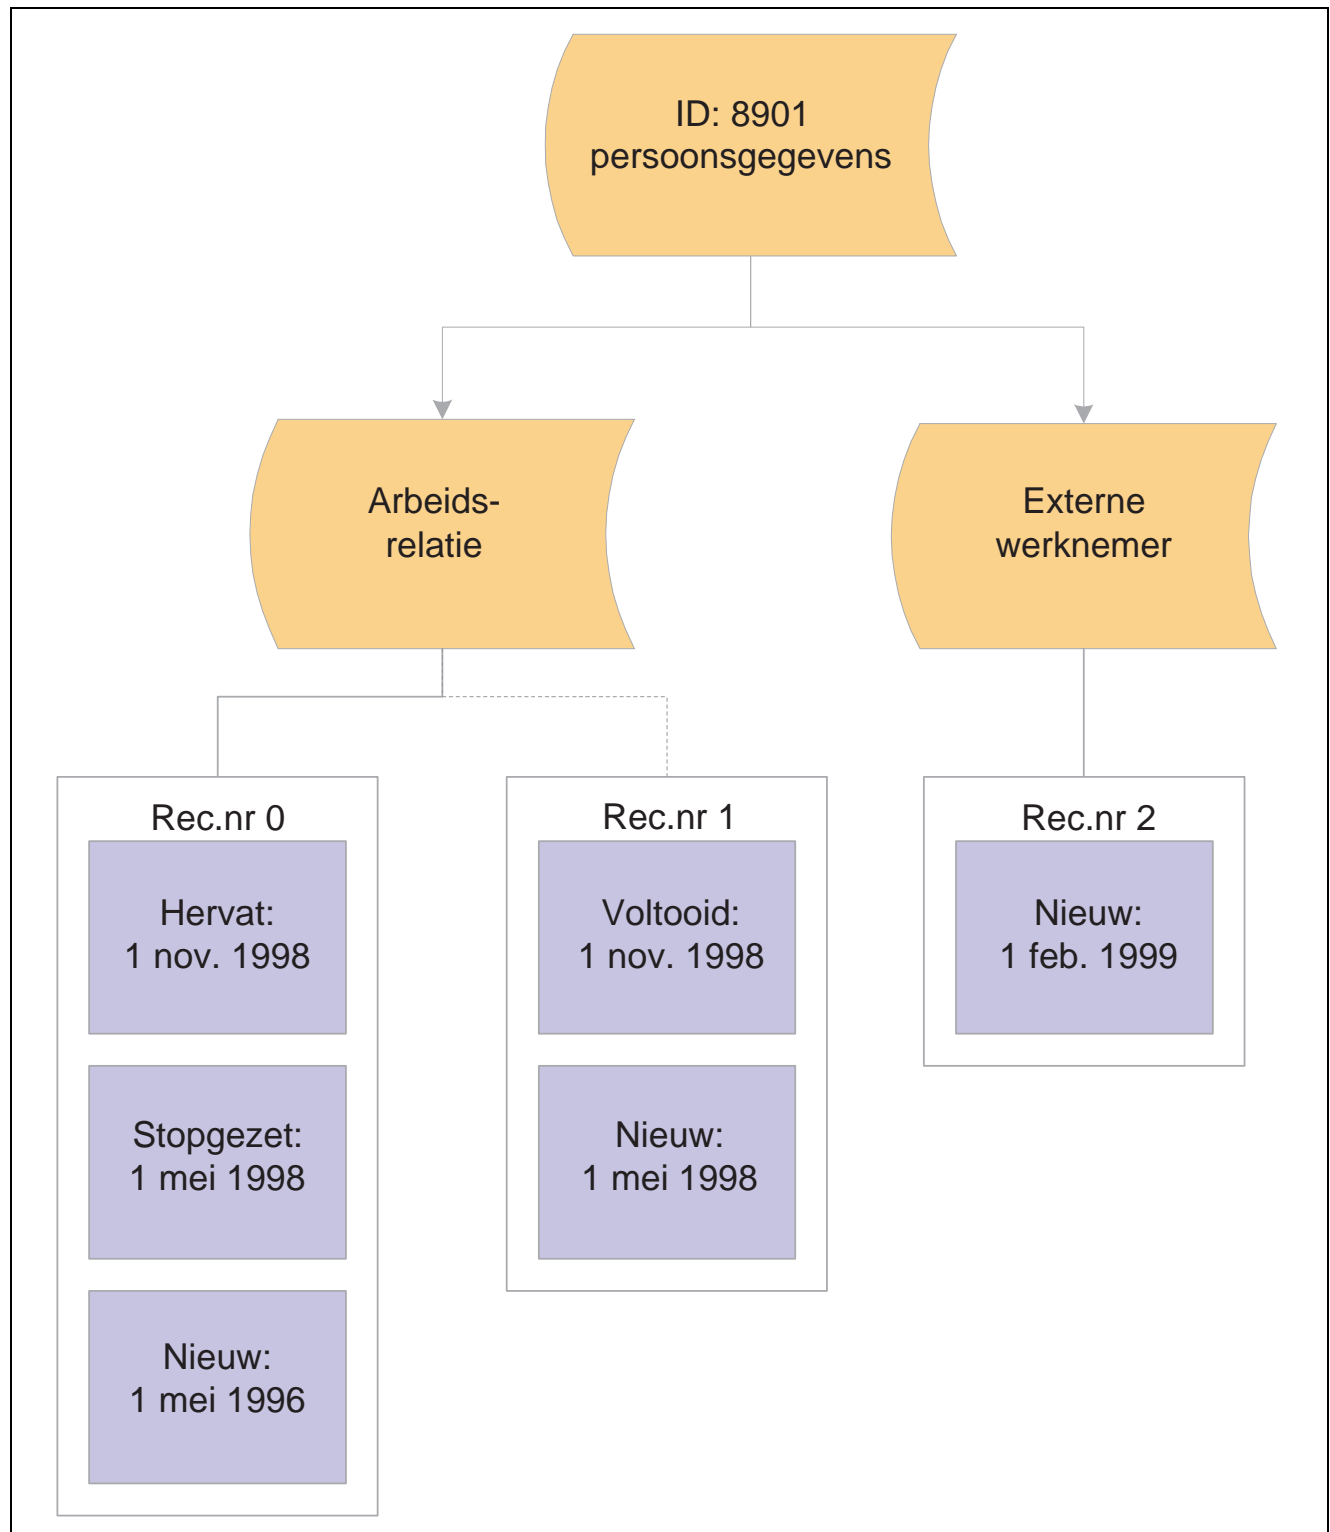 ID: 8901
persoonsgegevens
Arbeids-
relatie
Externe
werknemer
Rec.nr 0
Hervat:
1 nov. 1998
Stopgezet:
1 mei 1998
Nieuw:
1 mei 1996
Rec.nr 1
Voltooid:
1 nov. 1998
Nieuw:
1 mei 1998
Rec.nr 2
Nieuw:
1 feb. 1999